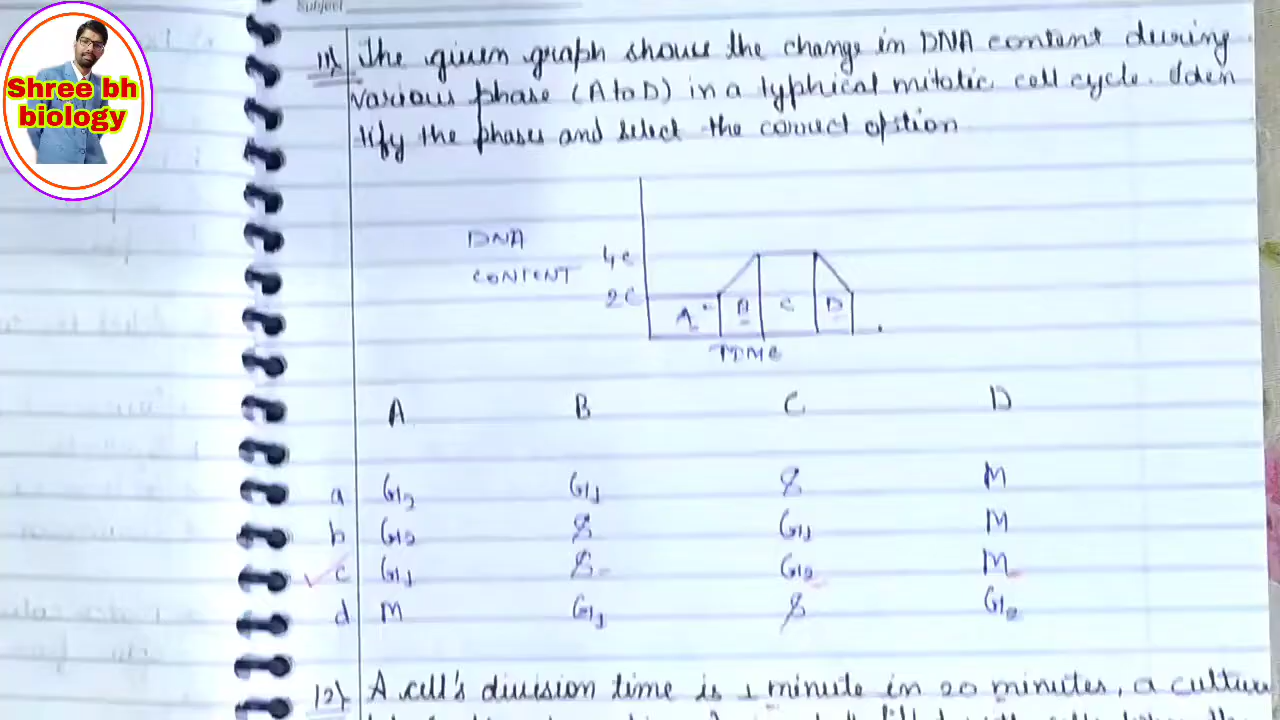 Subject
Shree bh
biology
11) The given graph shows the change in DNA content during
various phase (A to D) in a typhical mitotic cell cycle. Iden
tify the phases and select the correct option
DNA
CONTENT
4C
2C
A B C D
TIME
A B C D
a G2 G1 S M
b G2 S G1 M
c G1 S G2 M
d M G1 S G2
12) A cell's division time is 1 minute in 20 minutes, a culture